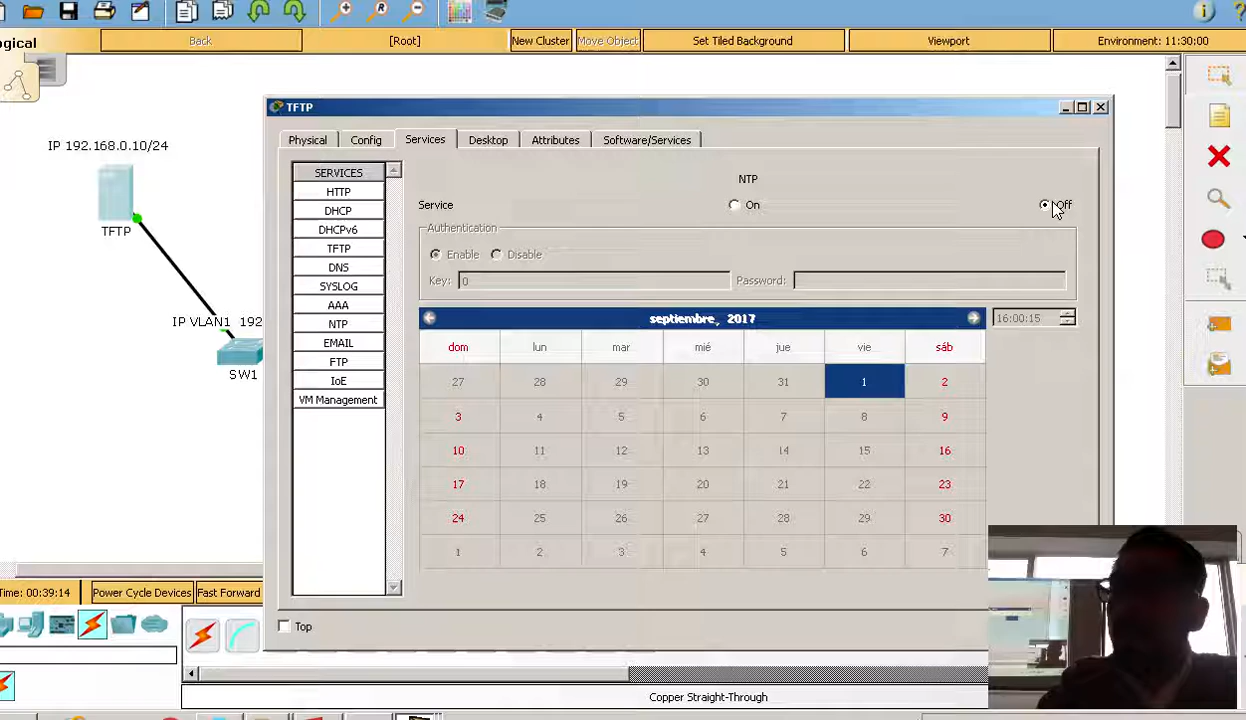 ogical
Back
[Root]
New Cluster
Move Object
Set Tiled Background
Viewport
Environment: 11:30:00
TFTP
Physical
Config
Services
Desktop
Attributes
Software/Services
IP 192.168.0.10/24
TFTP
IP VLAN1 192
SW1
SERVICES
HTTP
DHCP
DHCPv6
TFTP
DNS
SYSLOG
AAA
NTP
EMAIL
FTP
IoE
VM Management
NTP
Service
On
Off
Authentication
Enable
Disable
Key:
0
Password:
septiembre, 2017
16:00:15
dom lun mar mié jue vie sáb
27 28 29 30 31 1 2
3 4 5 6 7 8 9
10 11 12 13 14 15 16
17 18 19 20 21 22 23
24 25 26 27 28 29 30
1 2 3 4 5 6 7
Top
Time: 00:39:14
Power Cycle Devices
Fast Forward
Copper Straight-Through